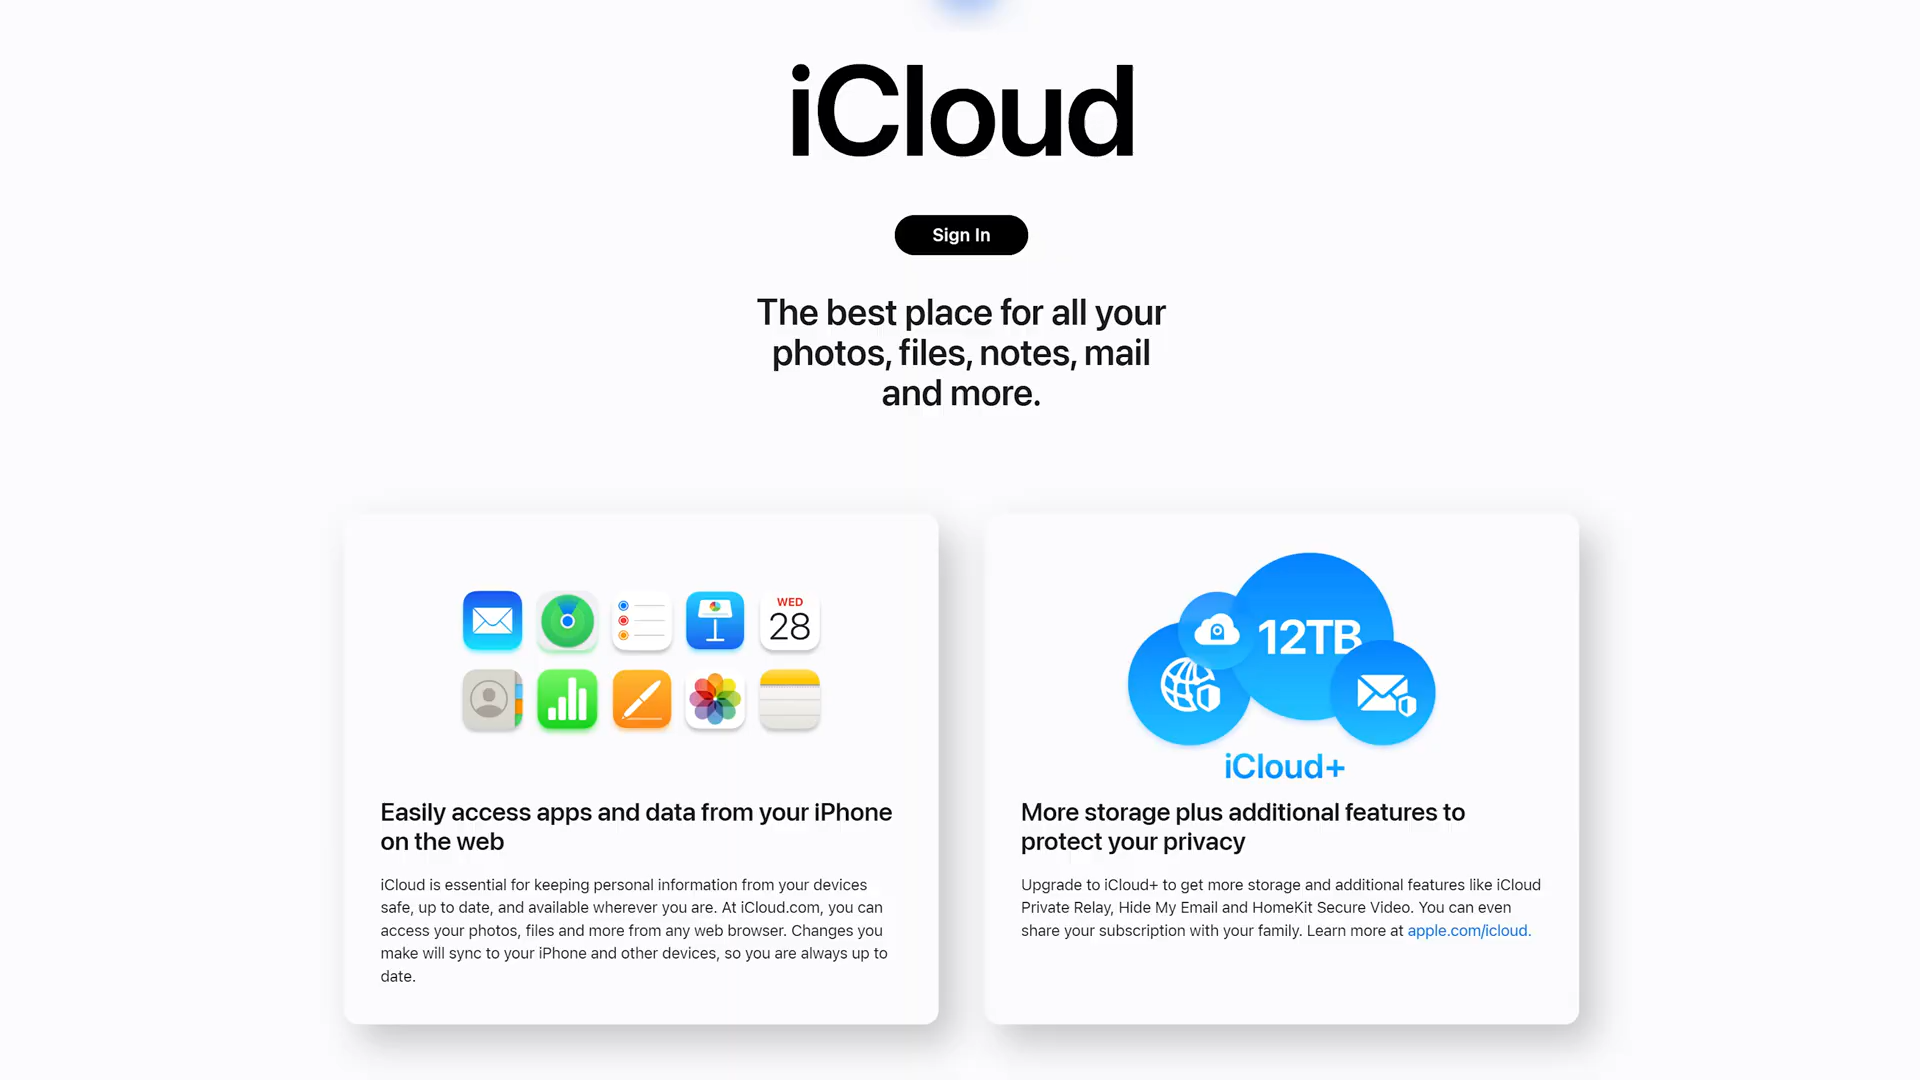 iCloud
Sign In
The best place for all your
photos, files, notes, mail
and more.
WED
28
12TB
iCloud+
Easily access apps and data from your iPhone
on the web
iCloud is essential for keeping personal information from your devices
safe, up to date, and available wherever you are. At iCloud.com, you can
access your photos, files and more from any web browser. Changes you
make will sync to your iPhone and other devices, so you are always up to
date.
More storage plus additional features to
protect your privacy
Upgrade to iCloud+ to get more storage and additional features like iCloud
Private Relay, Hide My Email and HomeKit Secure Video. You can even
share your subscription with your family. Learn more at apple.com/icloud.